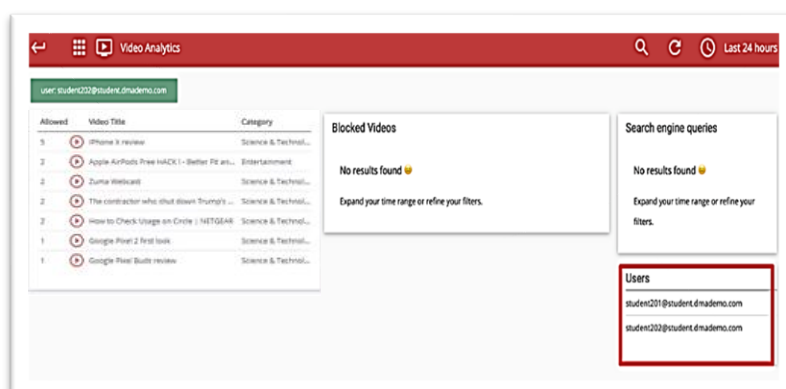 Video Analytics
Last 24 hours
user: student202@student.dmademo.com
Allowed Video Title Category
5 iPhone X review Science & Technol...
2 Apple AirPods Free HACK! - Better Fit an... Entertainment
2 Zuma Webcast Science & Technol...
2 The contractor who shut down Trump's ... Science & Technol...
2 How to Check Usage on Circle | NETGEAR Science & Technol...
1 Google Pixel 2 first look Science & Technol...
1 Google Pixel Buds review Science & Technol...
Blocked Videos
No results found
Expand your time range or refine your filters.
Search engine queries
No results found
Expand your time range or refine your
filters.
Users
student201@student.dmademo.com
student202@student.dmademo.com